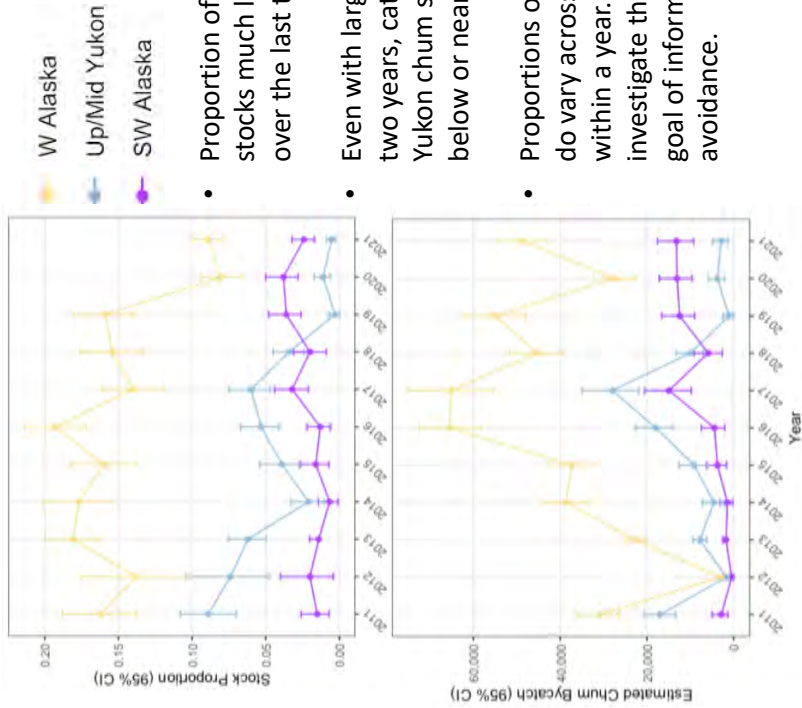 W Alaska
Up/Mid Yukon
SW Alaska
• Proportion of
stocks much l
over the last t
• Even with larg
two years, cat
Yukon chum s
below or near
• Proportions o
do vary across
within a year.
investigate th
goal of inform
avoidance.
Stock Proportion (95% CI)
0.20
0.15
0.10
0.05
0.00
2011
2012
2013
2014
2015
2016
2017
2018
2019
2020
2021
Estimated Chum Bycatch (95% CI)
60,000
40,000
20,000
0
2011
2012
2013
2014
2015
2016
2017
2018
2019
2020
2021
Year